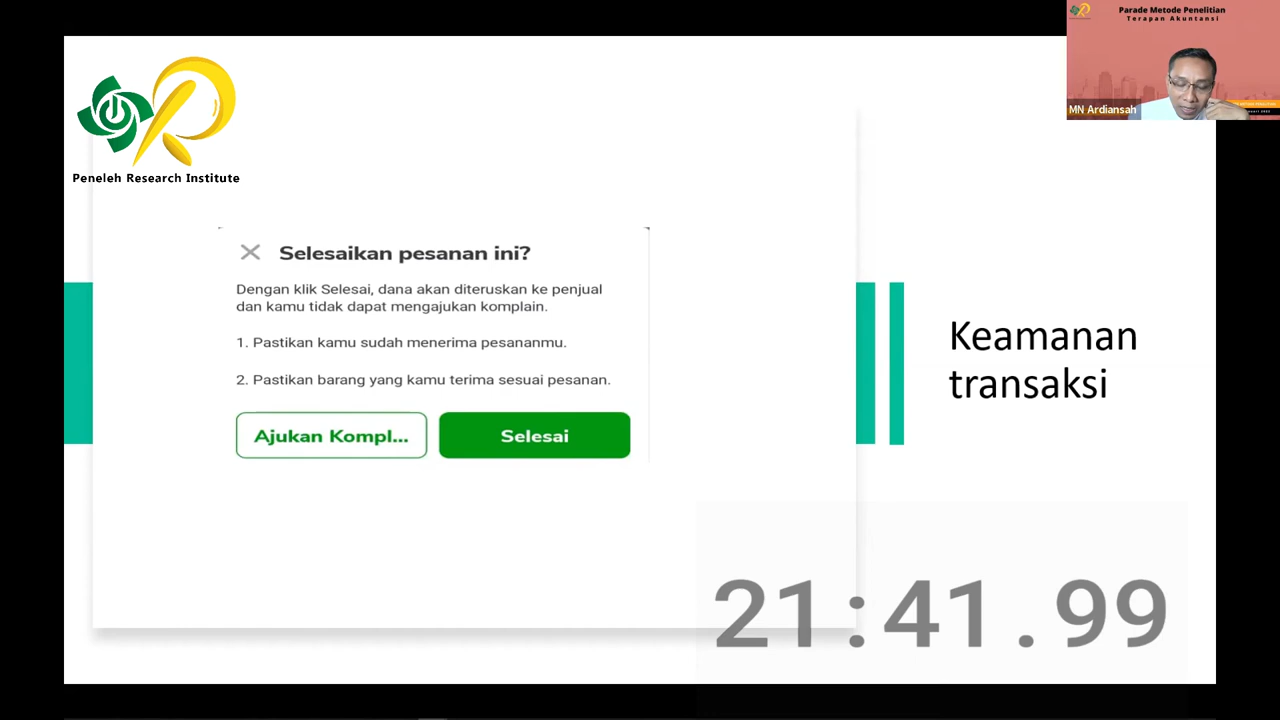 Parade Metode Penelitian
Terapan Akuntansi
MN Ardiansah
Peneleh Research Institute
Selesaikan pesanan ini?
Dengan klik Selesai, dana akan diteruskan ke penjual
dan kamu tidak dapat mengajukan komplain.
1. Pastikan kamu sudah menerima pesananmu.
2. Pastikan barang yang kamu terima sesuai pesanan.
Ajukan Kompl...
Selesai
Keamanan
transaksi
21:41.99